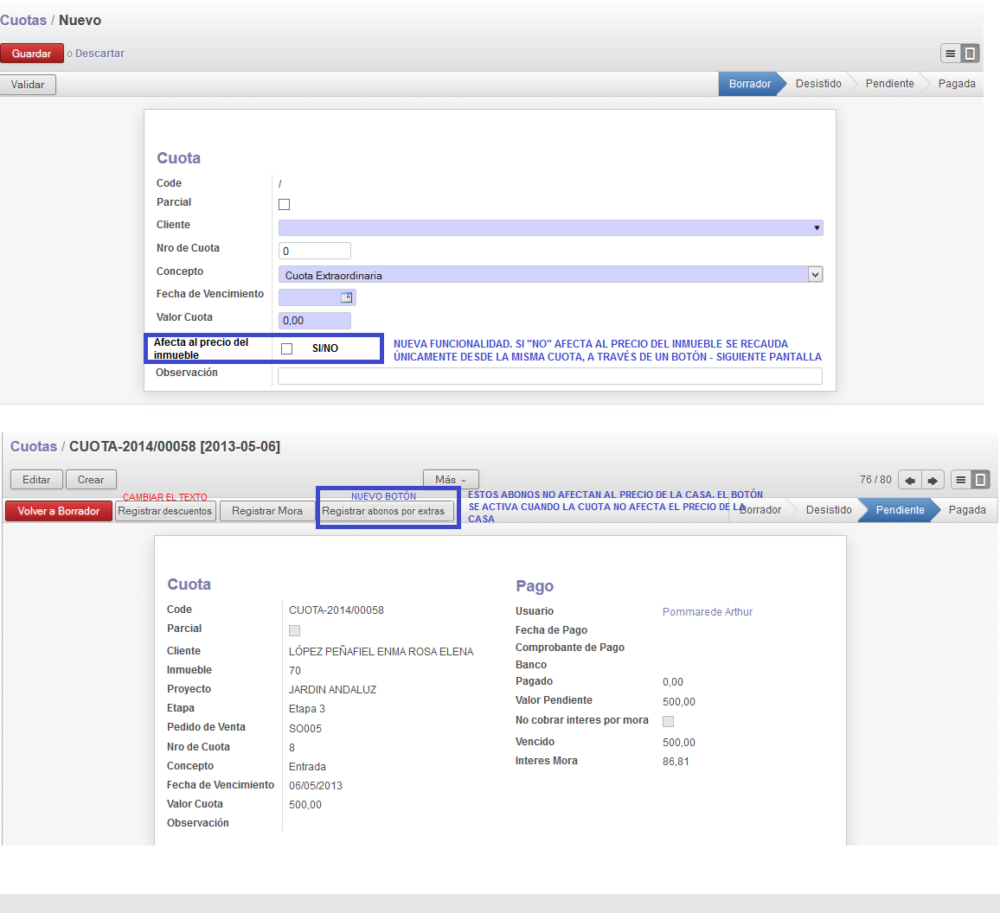 Cuotas / Nuevo
Guardar o Descartar
Validar
Borrador Desistido Pendiente Pagada
Cuota
Code /
Parcial
Cliente
Nro de Cuota 0
Concepto Cuota Extraordinaria
Fecha de Vencimiento
Valor Cuota 0,00
Afecta al precio del
inmueble SI/NO
NUEVA FUNCIONALIDAD. SI "NO" AFECTA AL PRECIO DEL INMUEBLE SE RECAUDA
ÚNICAMENTE DESDE LA MISMA CUOTA, A TRAVÉS DE UN BOTÓN - SIGUIENTE PANTALLA
Observación
Cuotas / CUOTA-2014/00058 [2013-05-06]
Editar Crear Más 76 / 80
CAMBIAR EL TEXTO
NUEVO BOTÓN
Volver a Borrador Registrar descuentos Registrar Mora Registrar abonos por extras
ESTOS ABONOS NO AFECTAN AL PRECIO DE LA CASA. EL BOTÓN
SE ACTIVA CUANDO LA CUOTA NO AFECTA EL PRECIO DE LA
CASA
Borrador Desistido Pendiente Pagada
Cuota
Code CUOTA-2014/00058
Parcial
Cliente LÓPEZ PEÑAFIEL ENMA ROSA ELENA
Inmueble 70
Proyecto JARDIN ANDALUZ
Etapa Etapa 3
Pedido de Venta SO005
Nro de Cuota 8
Concepto Entrada
Fecha de Vencimiento 06/05/2013
Valor Cuota 500,00
Observación
Pago
Usuario Pommarede Arthur
Fecha de Pago
Comprobante de Pago
Banco
Pagado 0,00
Valor Pendiente 500,00
No cobrar interes por mora
Vencido 500,00
Interes Mora 86,81